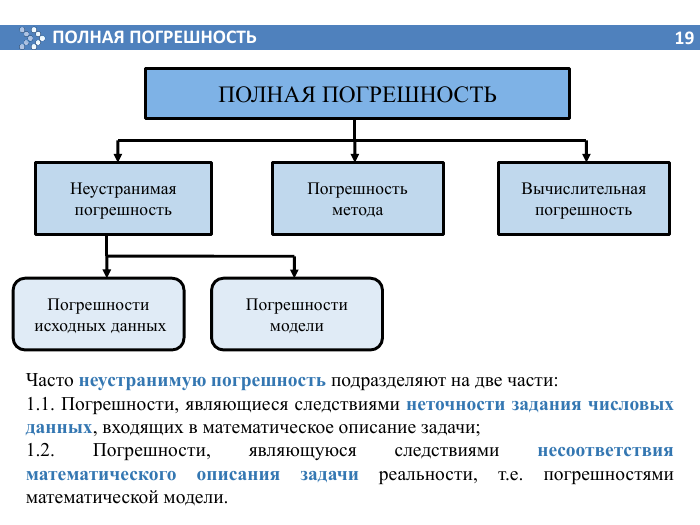 ПОЛНАЯ ПОГРЕШНОСТЬ
19
ПОЛНАЯ ПОГРЕШНОСТЬ
Неустранимая
погрешность
Погрешность
метода
Вычислительная
погрешность
Погрешности
исходных данных
Погрешности
модели
Часто неустранимую погрешность подразделяют на две части:
1.1. Погрешности, являющиеся следствиями неточности задания числовых
данных, входящих в математическое описание задачи;
1.2. Погрешности, являющуюся следствиями несоответствия
математического описания задачи реальности, т.е. погрешностями
математической модели.